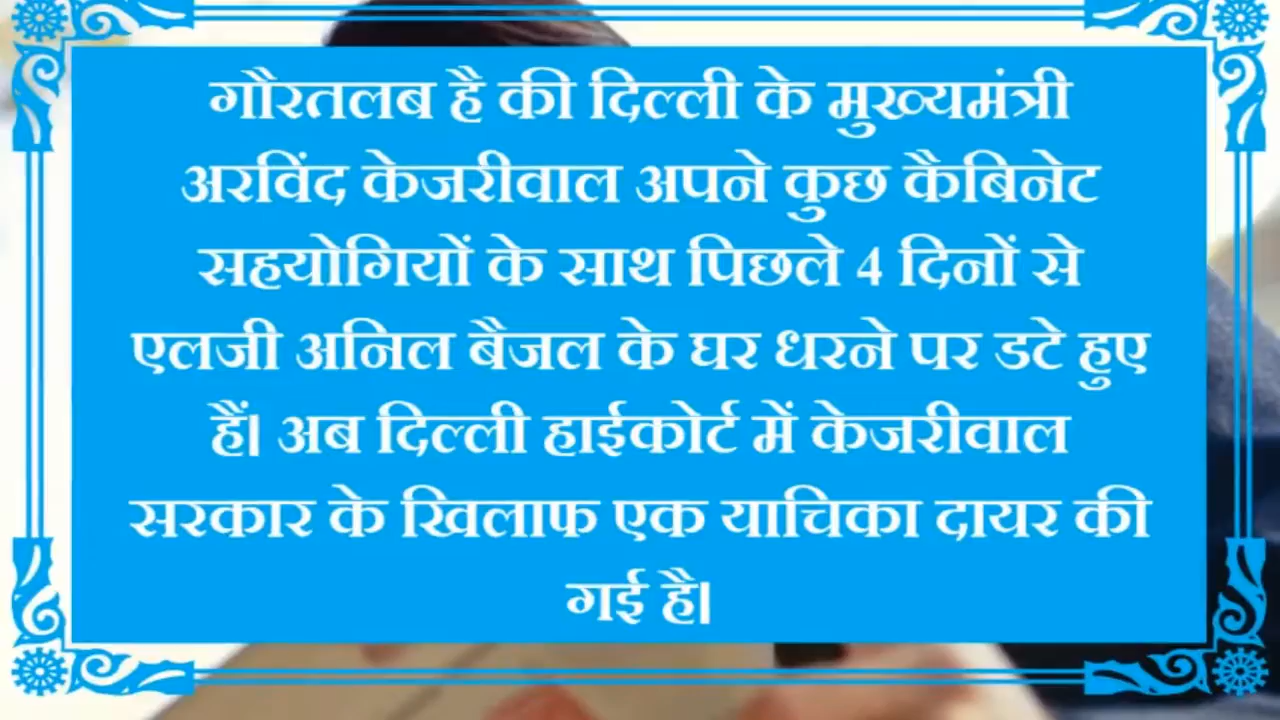 गौरतलब है की दिल्ली के मुख्यमंत्री
अरविंद केजरीवाल अपने कुछ कैबिनेट
सहयोगियों के साथ पिछले 4 दिनों से
एलजी अनिल बैजल के घर धरने पर डटे हुए
हैं। अब दिल्ली हाईकोर्ट में केजरीवाल
सरकार के खिलाफ एक याचिका दायर की
गई है।